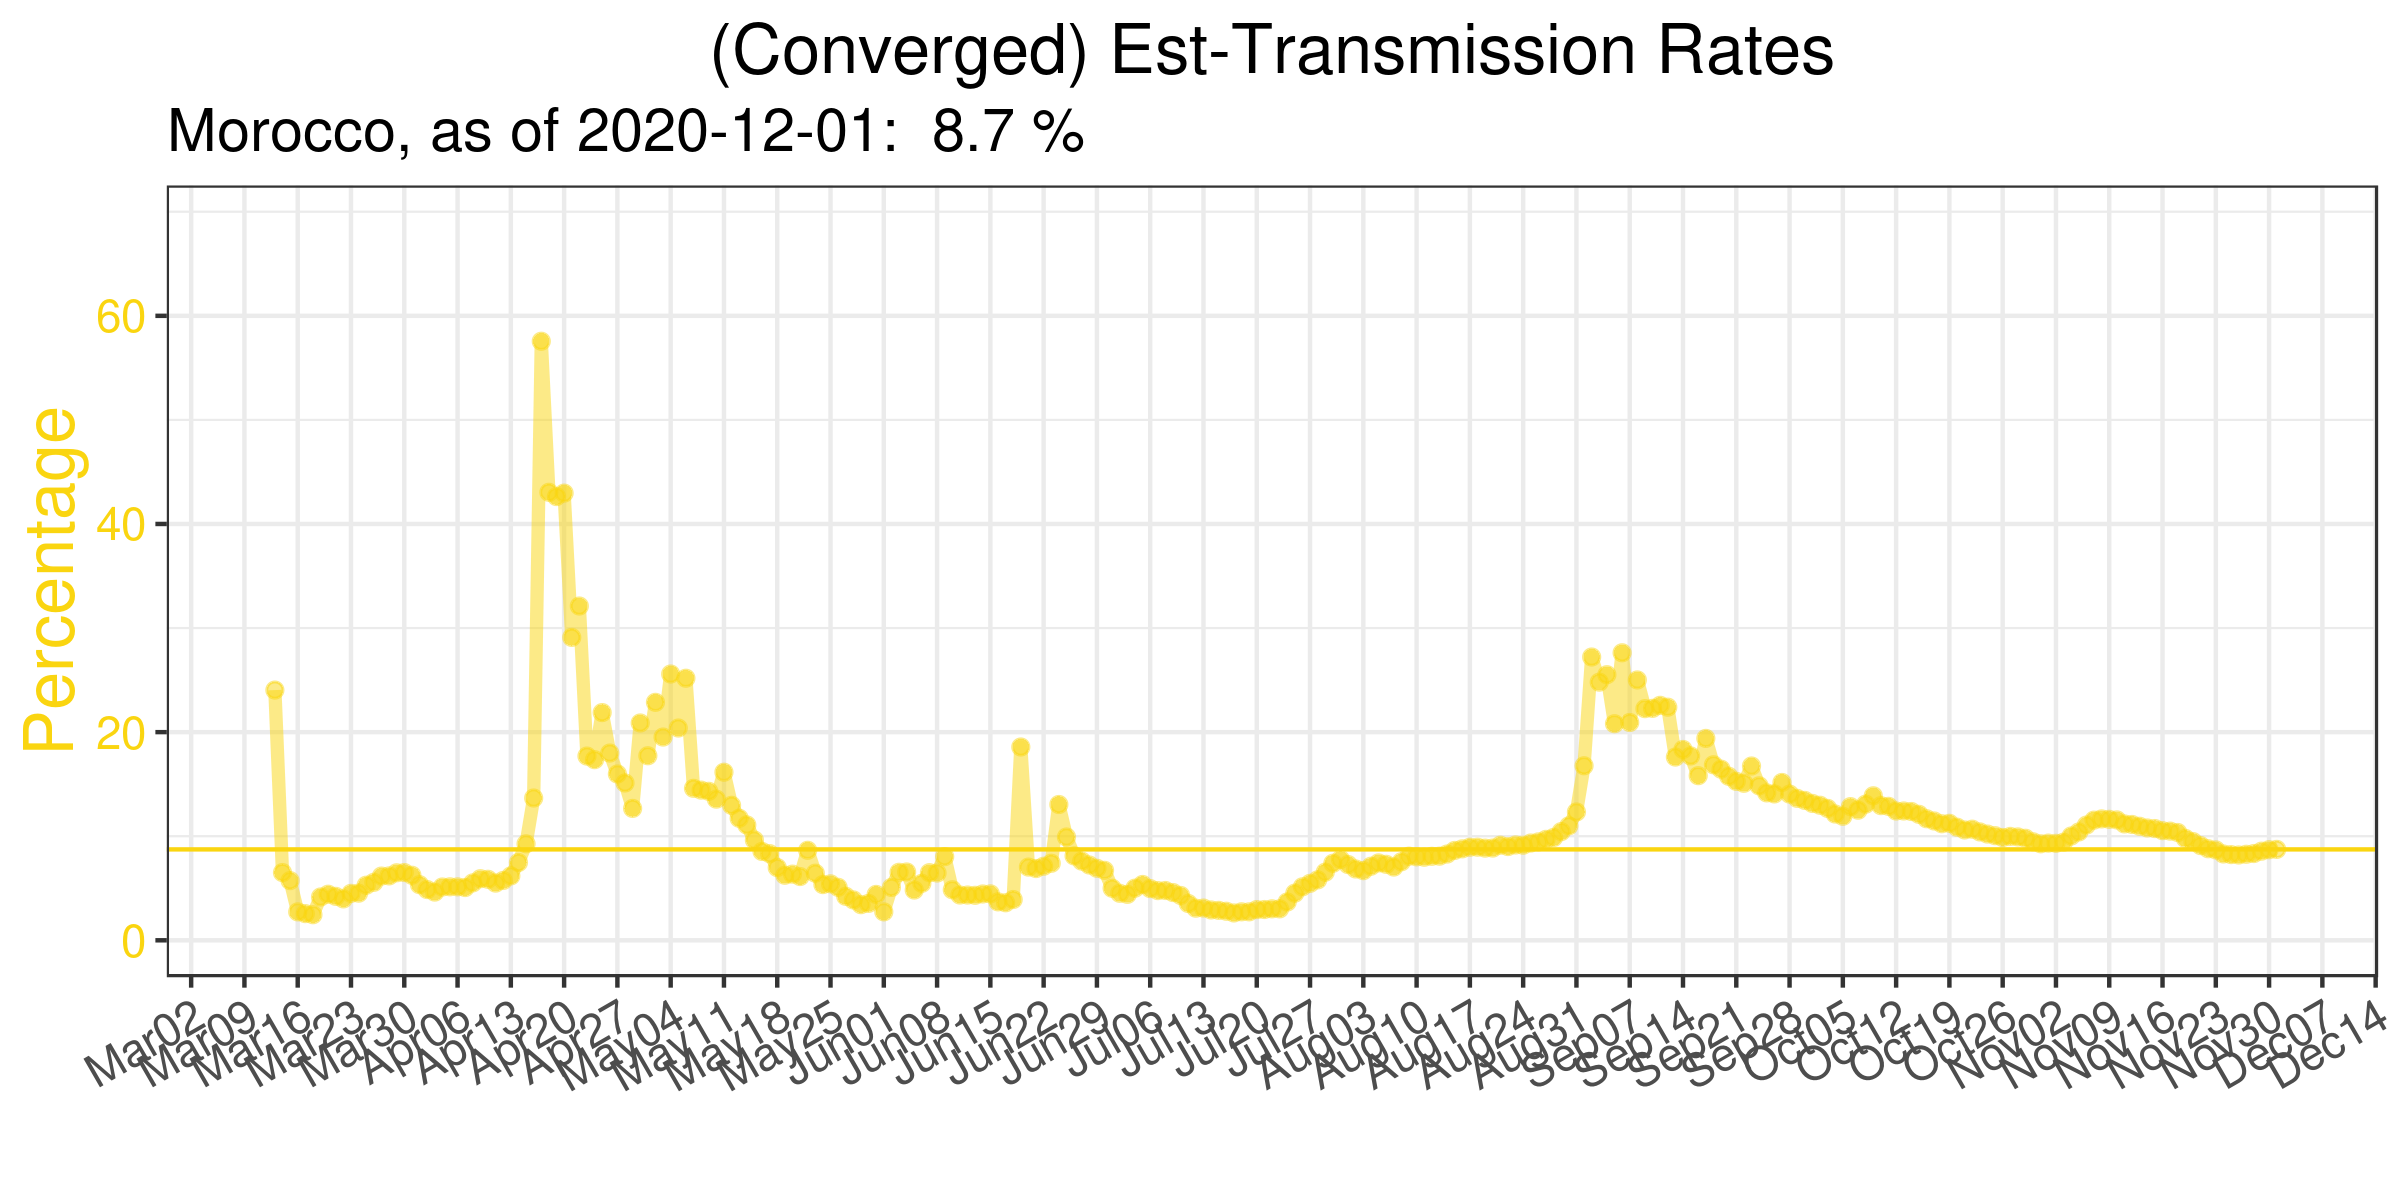 (Converged) Est-Transmission Rates
Morocco, as of 2020-12-01:  8.7 %
Percentage
60
40
20
0
Mar02
Mar09
Mar16
Mar23
Mar30
Apr06
Apr13
Apr20
Apr27
May04
May11
May18
May25
Jun01
Jun08
Jun15
Jun22
Jun29
Jul06
Jul13
Jul20
Jul27
Aug03
Aug10
Aug17
Aug24
Aug31
Sep07
Sep14
Sep21
Sep28
Oct05
Oct12
Oct19
Oct26
Nov02
Nov09
Nov16
Nov23
Nov30
Dec07
Dec14